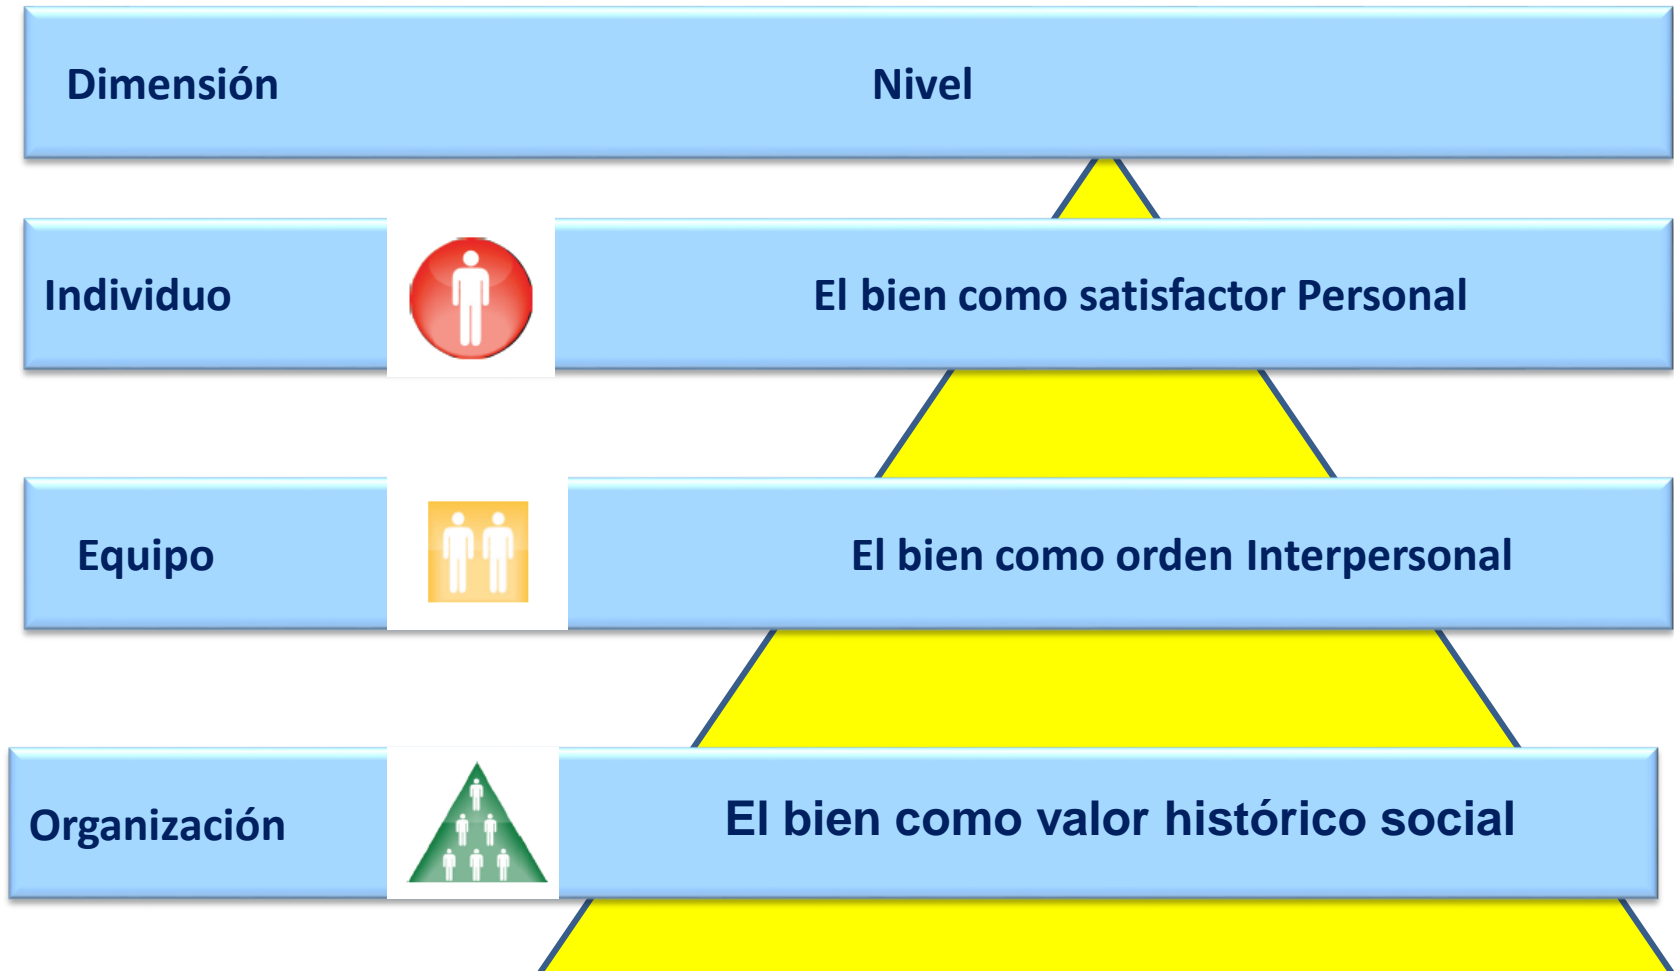 Dimensión Nivel
Individuo El bien como satisfactor Personal
Equipo El bien como orden Interpersonal
Organización El bien como valor histórico social